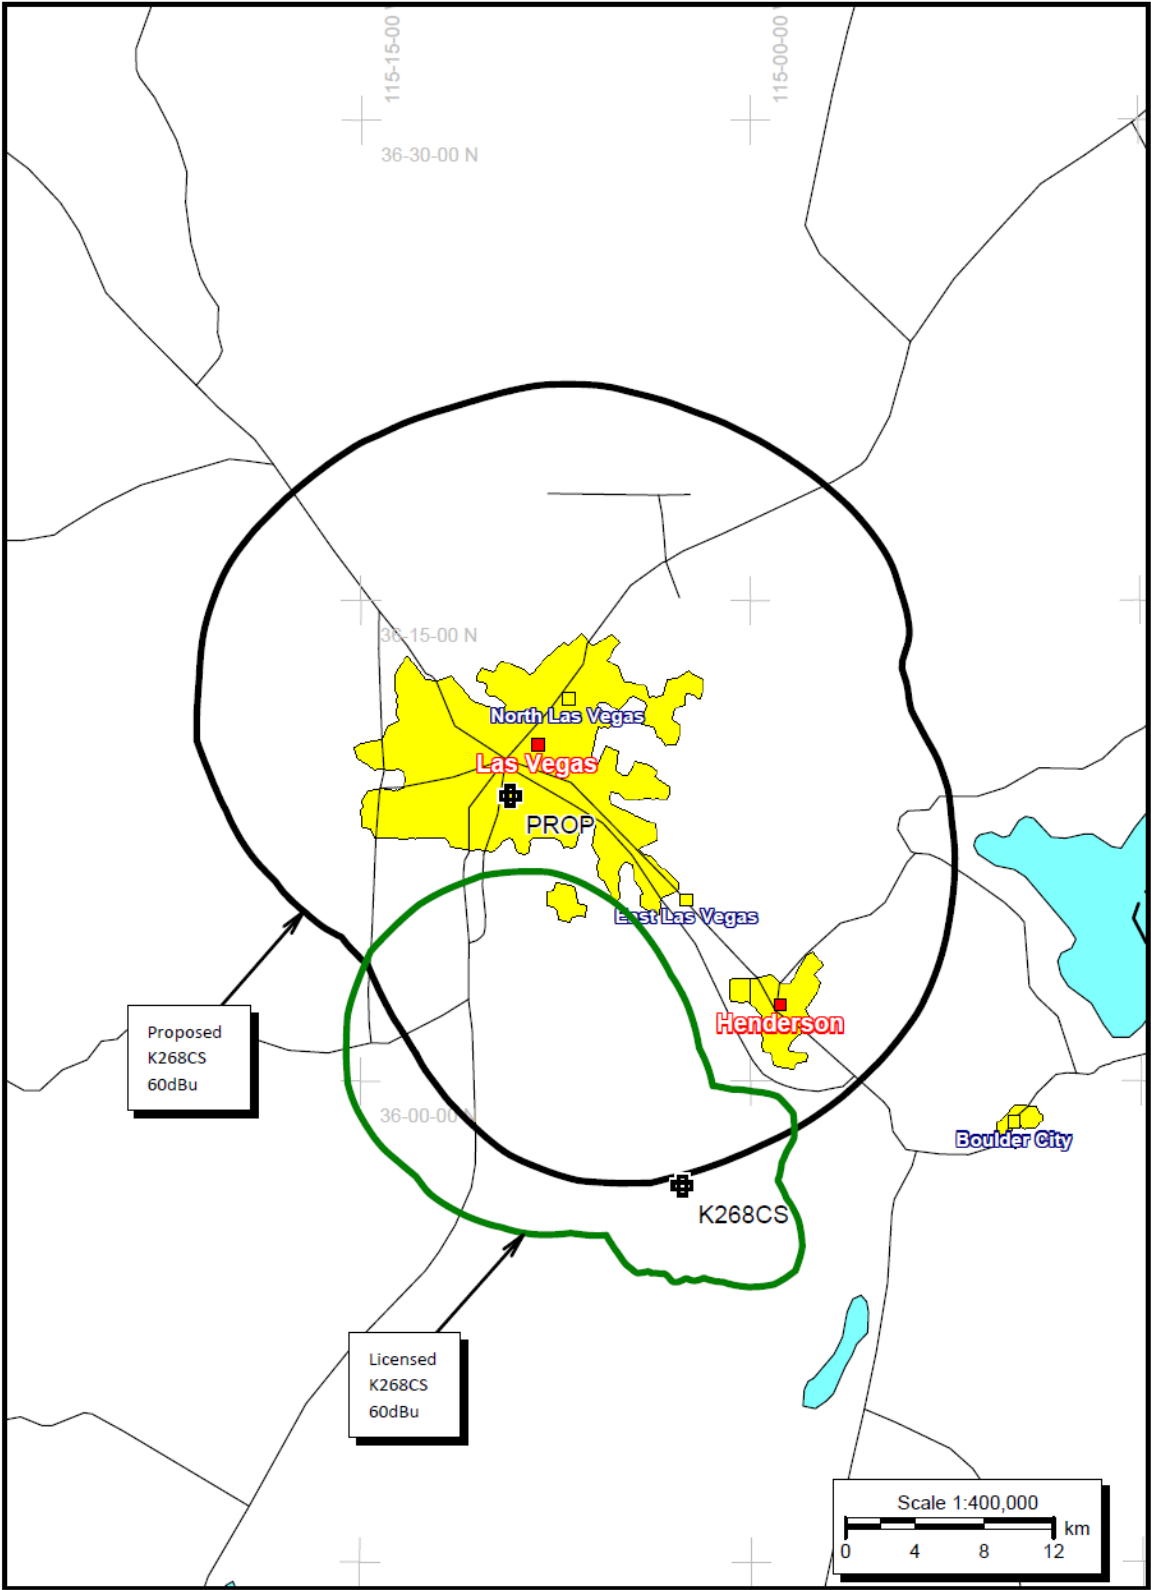 115-15-00 W
115-00-00 W
36-30-00 N
36-15-00 N
North Las Vegas
Las Vegas
PROP
East Las Vegas
Henderson
Proposed
K268CS
60dBu
36-00-00 N
Boulder City
K268CS
Licensed
K268CS
60dBu
Scale 1:400,000
km
0 4 8 12